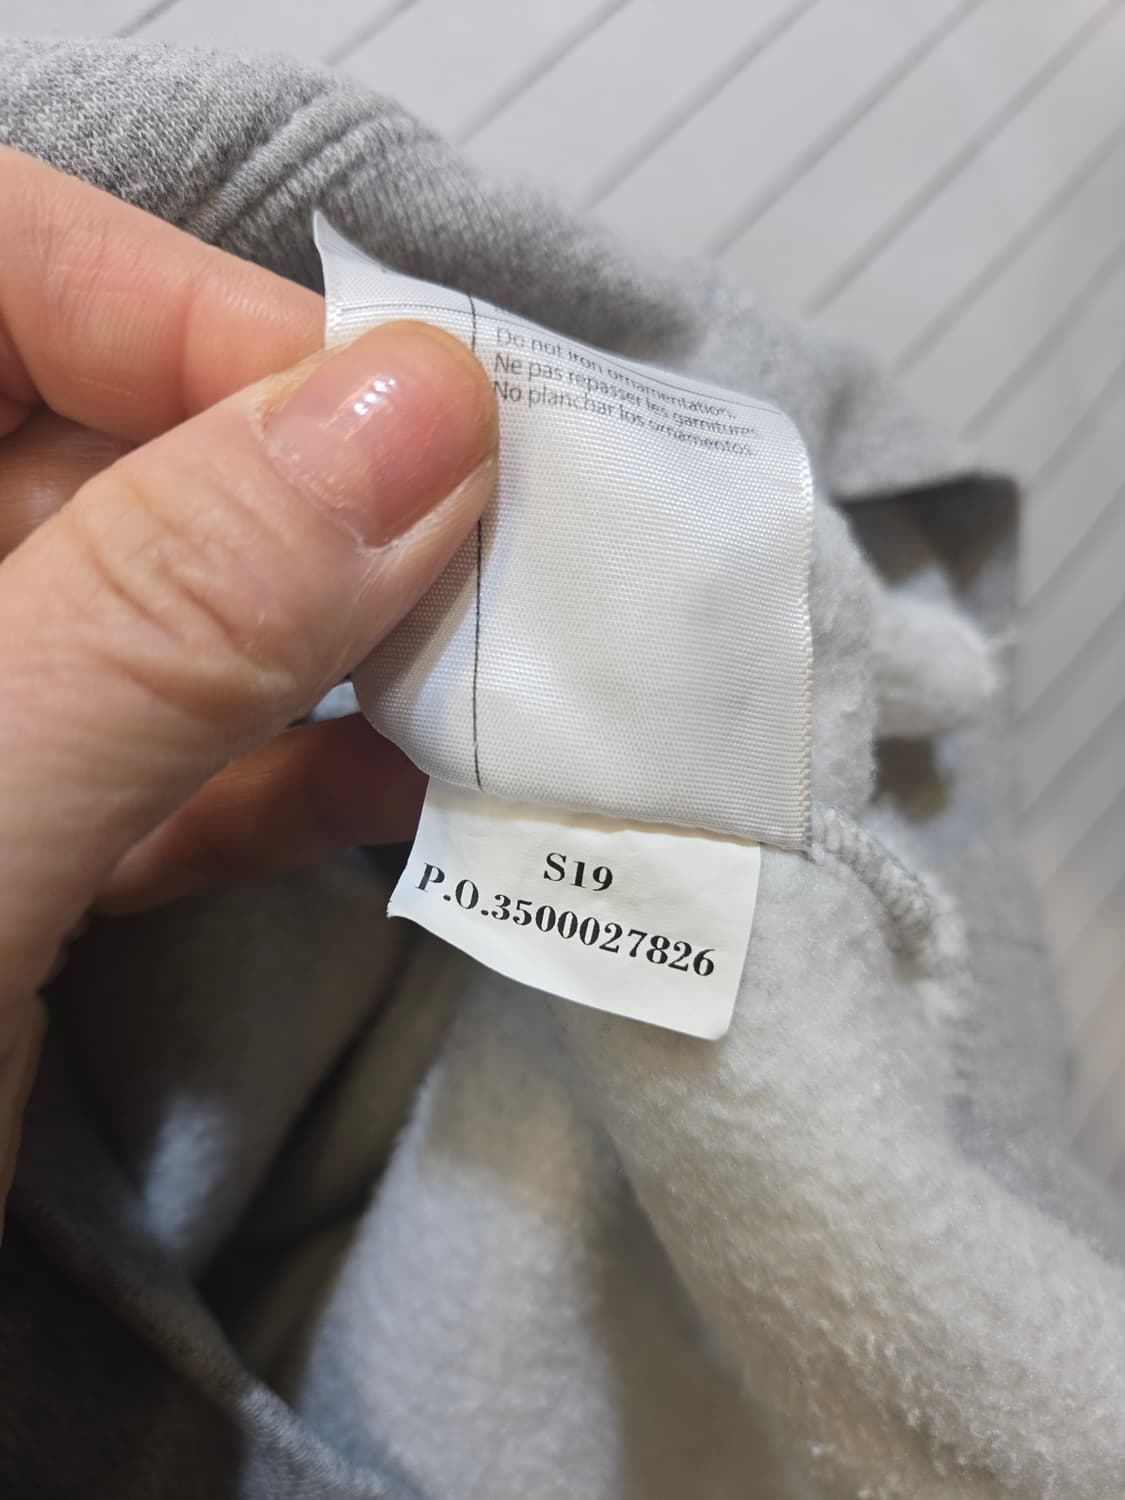 Do not iron ornamentation.
Ne pas repasser les garnitures.
No planchar los ornamentos.
S19
P.O.3500027826